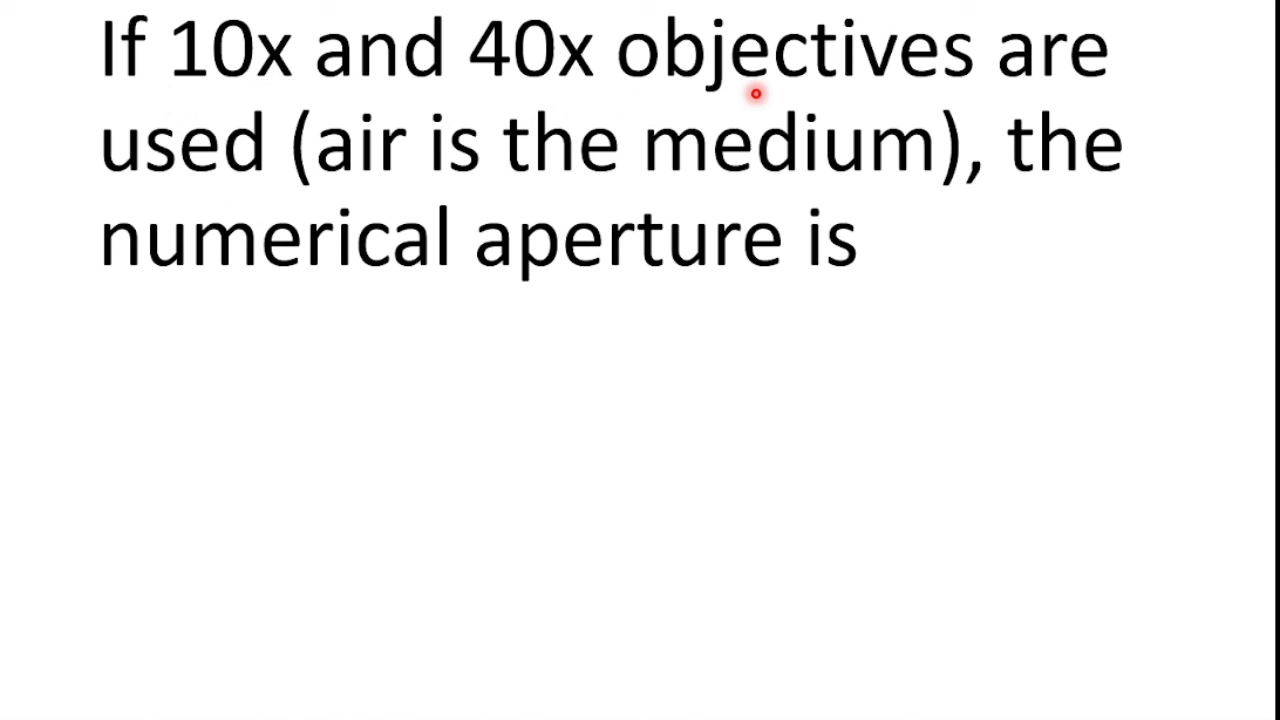 If 10x and 40x objectives are
used (air is the medium), the
numerical aperture is